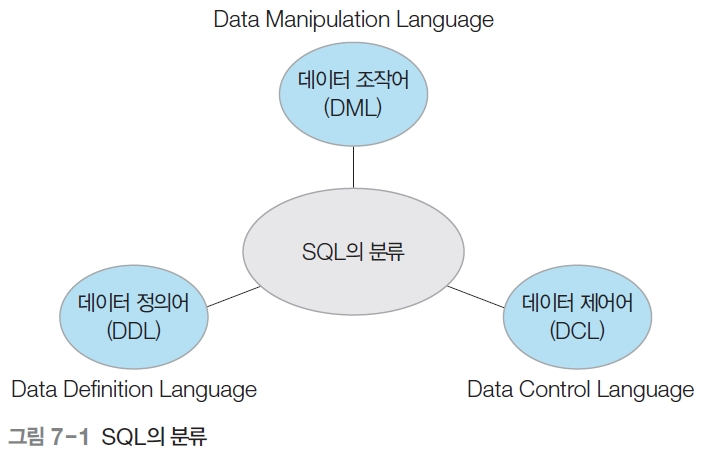 Data Manipulation Language
데이터 조작어
(DML)
SQL의 분류
데이터 정의어
(DDL)
데이터 제어어
(DCL)
Data Definition Language
Data Control Language
그림 7-1 SQL의 분류